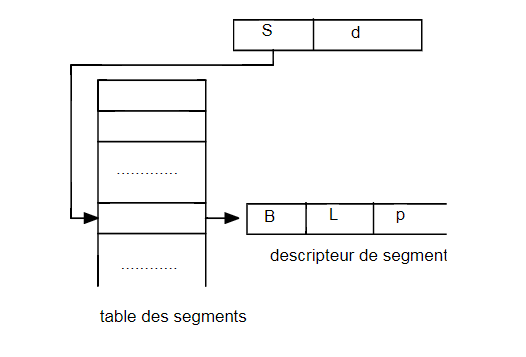 S d
.............
B L p
descripteur de segment
............
table des segments